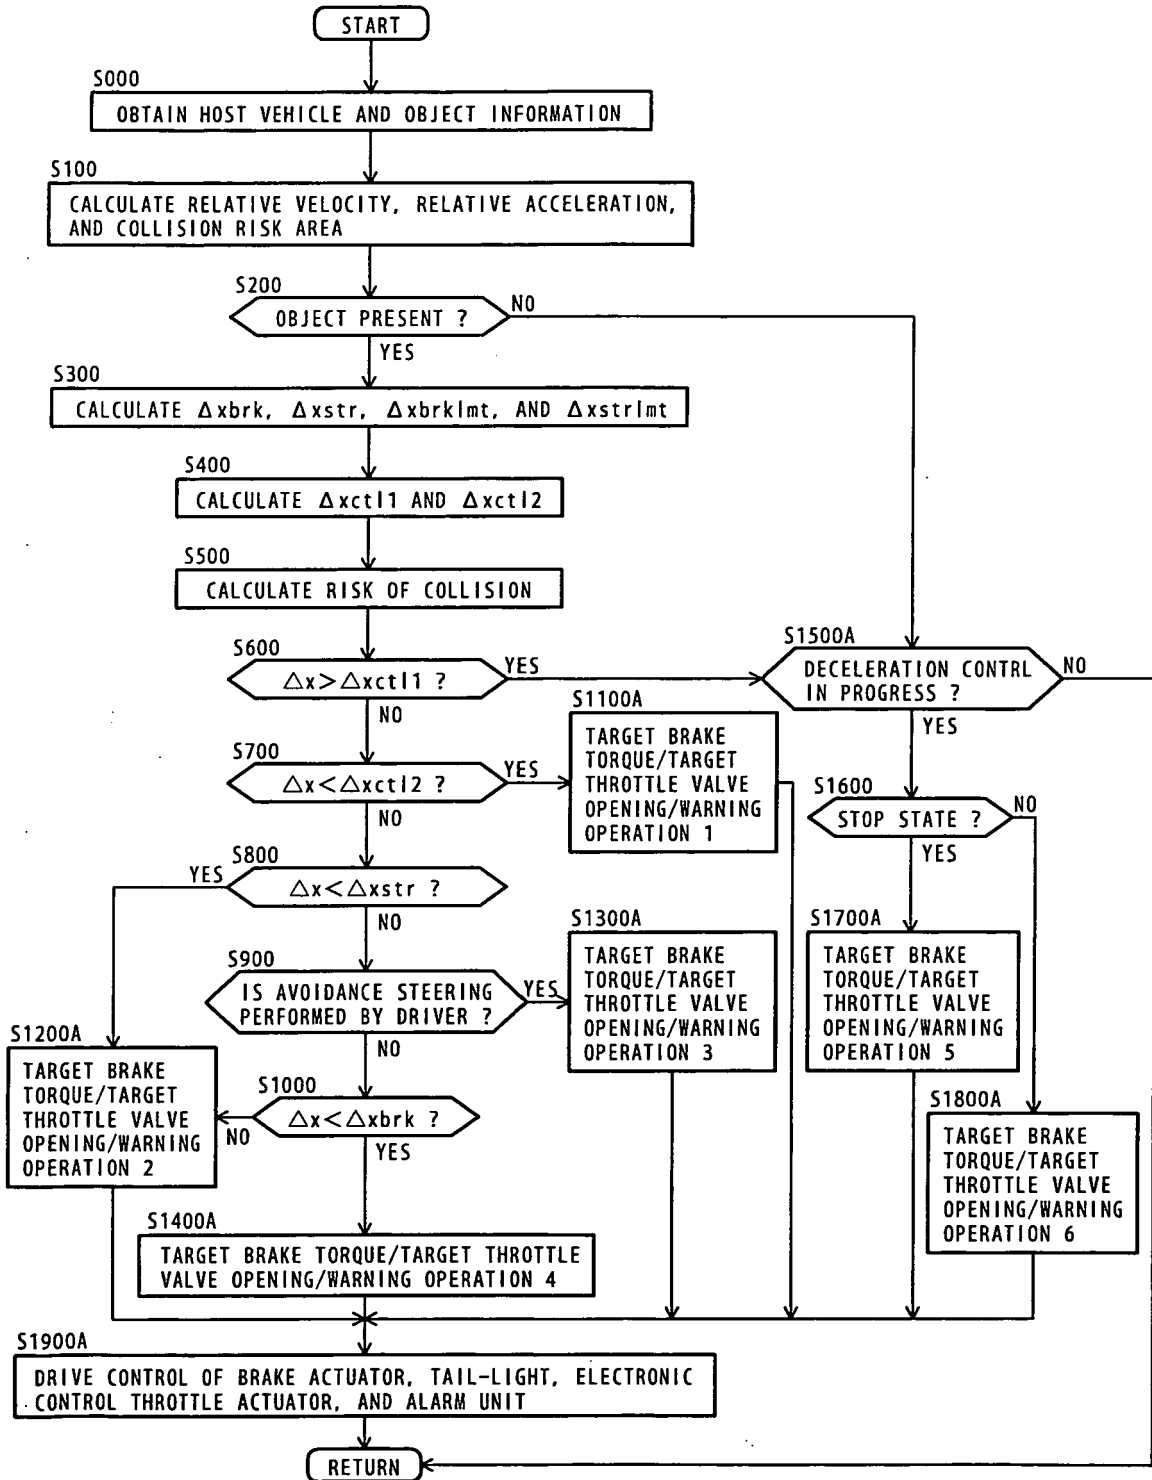 START
S000
OBTAIN HOST VEHICLE AND OBJECT INFORMATION
S100
CALCULATE RELATIVE VELOCITY, RELATIVE ACCELERATION,
AND COLLISION RISK AREA
S200
OBJECT PRESENT ?
NO
YES
S300
CALCULATE Δxbrk, Δxstr, Δxbrklmt, AND Δxstrlmt
S400
CALCULATE Δxctl1 AND Δxctl2
S500
CALCULATE RISK OF COLLISION
S600
Δx>Δxctl1 ?
YES
NO
S1500A
DECELERATION CONTRL
IN PROGRESS ?
NO
YES
S700
Δx<Δxctl2 ?
YES
NO
S1100A
TARGET BRAKE
TORQUE/TARGET
THROTTLE VALVE
OPENING/WARNING
OPERATION 1
S1600
STOP STATE ?
NO
YES
S800
Δx<Δxstr ?
YES
NO
S900
IS AVOIDANCE STEERING
PERFORMED BY DRIVER ?
YES
NO
S1300A
TARGET BRAKE
TORQUE/TARGET
THROTTLE VALVE
OPENING/WARNING
OPERATION 3
S1700A
TARGET BRAKE
TORQUE/TARGET
THROTTLE VALVE
OPENING/WARNING
OPERATION 5
S1200A
TARGET BRAKE
TORQUE/TARGET
THROTTLE VALVE
OPENING/WARNING
OPERATION 2
S1000
Δx<Δxbrk ?
NO
YES
S1800A
TARGET BRAKE
TORQUE/TARGET
THROTTLE VALVE
OPENING/WARNING
OPERATION 6
S1400A
TARGET BRAKE TORQUE/TARGET THROTTLE
VALVE OPENING/WARNING OPERATION 4
S1900A
DRIVE CONTROL OF BRAKE ACTUATOR, TAIL-LIGHT, ELECTRONIC
CONTROL THROTTLE ACTUATOR, AND ALARM UNIT
RETURN